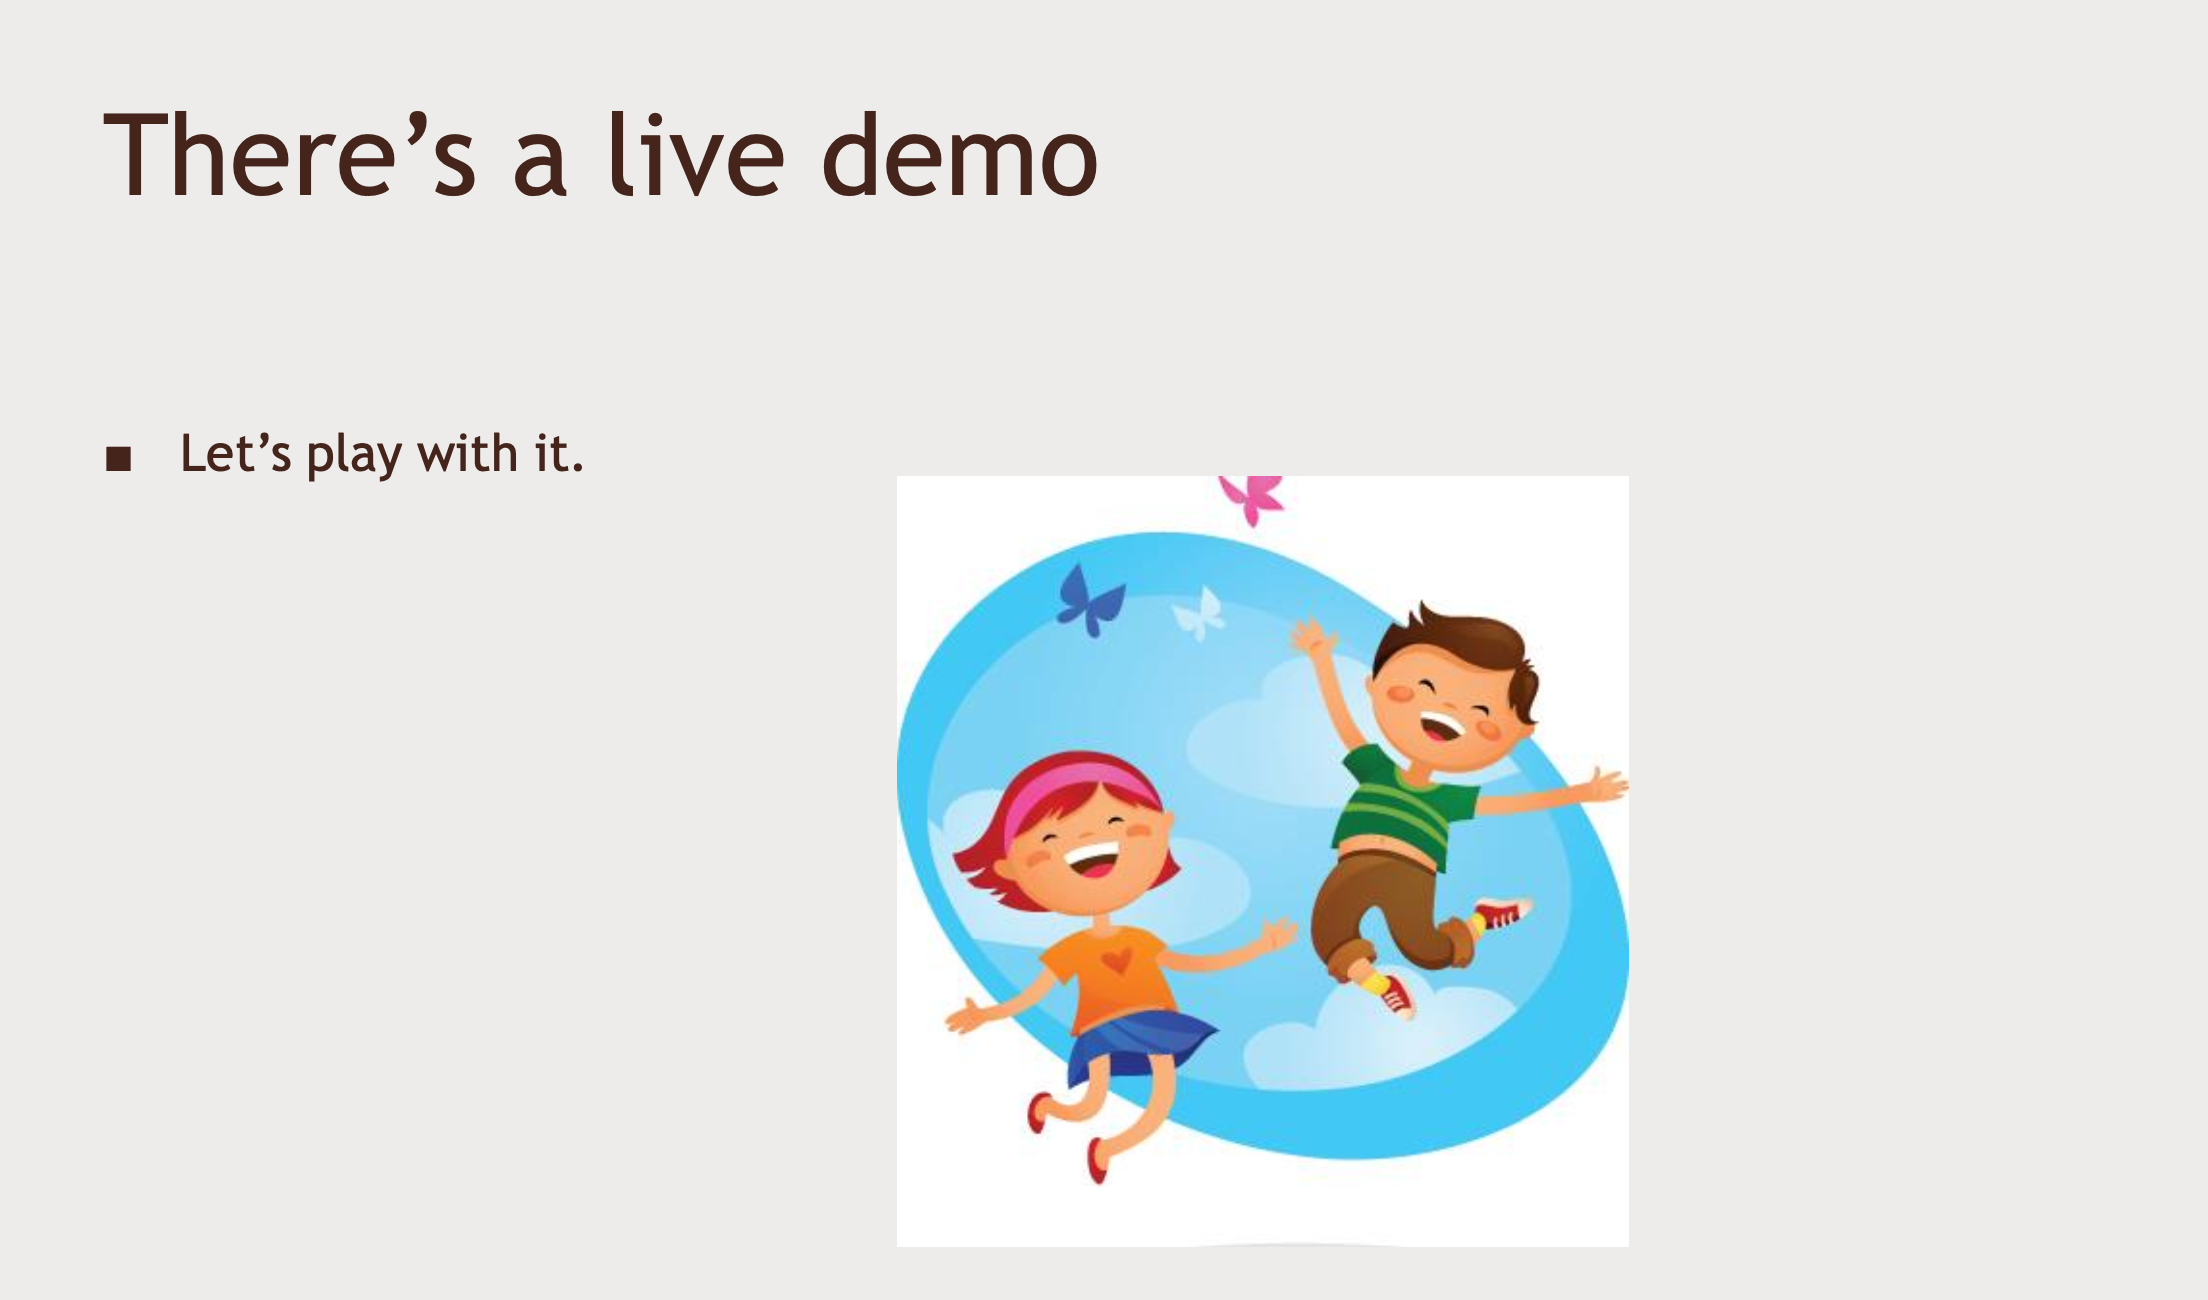 There’s a live demo
▪ Let’s play with it.